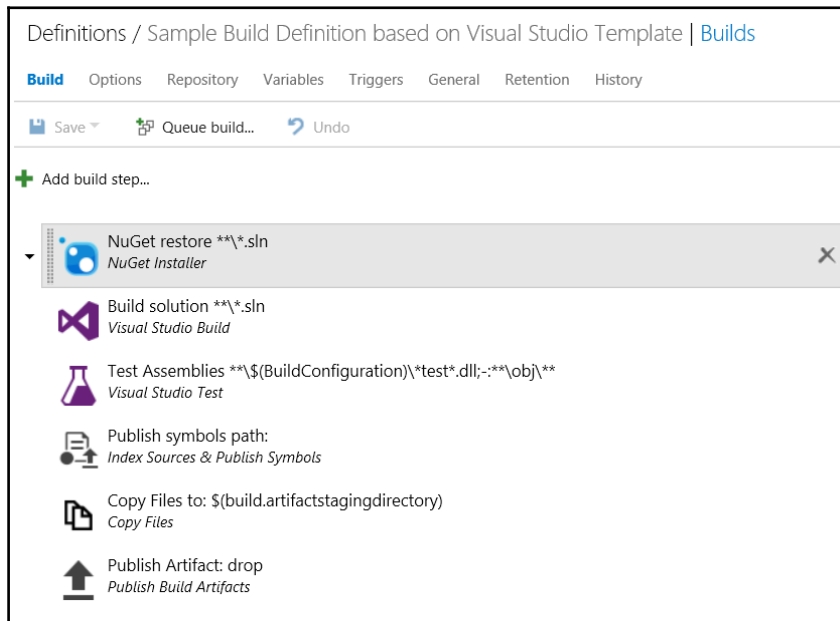 Definitions / Sample Build Definition based on Visual Studio Template | Builds
Build Options Repository Variables Triggers General Retention History
Save Queue build... Undo
Add build step...
NuGet restore **\*.sln
NuGet Installer
Build solution **\*.sln
Visual Studio Build
Test Assemblies **\$(BuildConfiguration)\*test*.dll;-:**\obj\**
Visual Studio Test
Publish symbols path:
Index Sources & Publish Symbols
Copy Files to: $(build.artifactstagingdirectory)
Copy Files
Publish Artifact: drop
Publish Build Artifacts